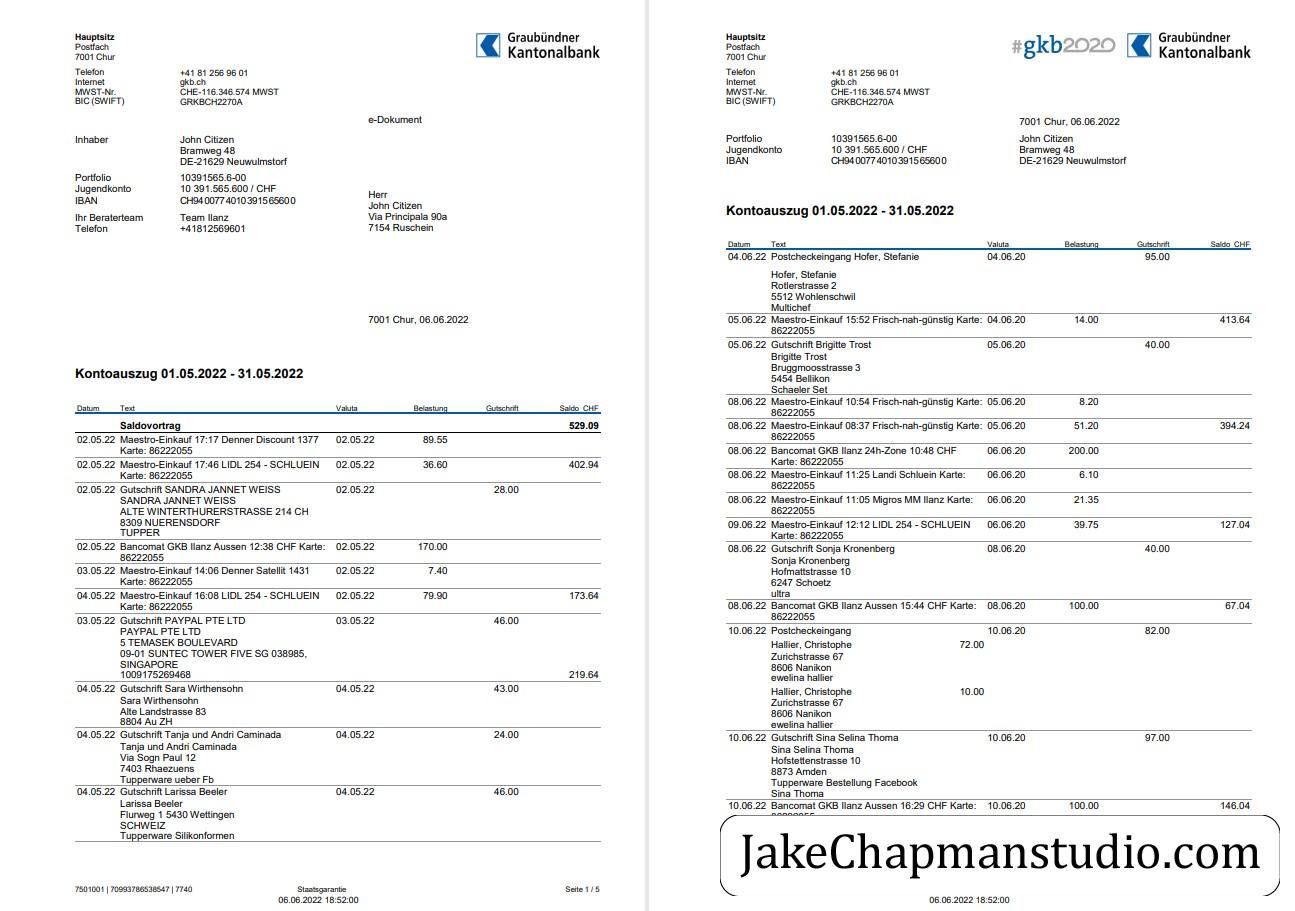 Hauptsitz
Postfach
7001 Chur
Graubündner
Kantonalbank
Telefon +41 81 256 96 01
Internet gkb.ch
MWST-Nr. CHE-116.346.574 MWST
BIC (SWIFT) GRKBCH2270A
e-Dokument
Inhaber John Citizen
Bramweg 48
DE-21629 Neuwulmstorf
Portfolio 10391565.6-00
Jugendkonto 10 391.565.600 / CHF
IBAN CH9400774010391565600
Ihr Beraterteam Team Ilanz
Telefon +41812569601
Herr
John Citizen
Via Principala 90a
7154 Ruschein
7001 Chur, 06.06.2022
Kontoauszug 01.05.2022 - 31.05.2022
Datum Text Valuta Belastung Gutschrift Saldo CHF
Saldovortrag 529.09
02.05.22 Maestro-Einkauf 17:17 Denner Discount 1377 02.05.22 89.55
Karte: 86222055
02.05.22 Maestro-Einkauf 17:46 LIDL 254 - SCHLUEIN 02.05.22 36.60 402.94
Karte: 86222055
02.05.22 Gutschrift SANDRA JANNET WEISS 02.05.22 28.00
SANDRA JANNET WEISS
ALTE WINTERTHURERSTRASSE 214 CH
8309 NUERENSDORF
TUPPER
02.05.22 Bancomat GKB Ilanz Aussen 12:38 CHF Karte: 02.05.22 170.00
86222055
03.05.22 Maestro-Einkauf 14:06 Denner Satellit 1431 02.05.22 7.40
Karte: 86222055
04.05.22 Maestro-Einkauf 16:08 LIDL 254 - SCHLUEIN 02.05.22 79.90 173.64
Karte: 86222055
03.05.22 Gutschrift PAYPAL PTE LTD 03.05.22 46.00
PAYPAL PTE LTD
5 TEMASEK BOULEVARD
09-01 SUNTEC TOWER FIVE SG 038985,
SINGAPORE
1009175269468 219.64
04.05.22 Gutschrift Sara Wirthensohn 04.05.22 43.00
Sara Wirthensohn
Alte Landstrasse 83
8804 Au ZH
04.05.22 Gutschrift Tanja und Andri Caminada 04.05.22 24.00
Tanja und Andri Caminada
Via Sogn Paul 12
7403 Rhaezuens
Tupperware ueber Fb
04.05.22 Gutschrift Larissa Beeler 04.05.22 46.00
Larissa Beeler
Flurweg 1 5430 Wettingen
SCHWEIZ
Tupperware Silikonformen
7501001 | 70993786538547 | 7740 Staatsgarantie Seite 1 / 5
06.06.2022 18:52:00
Hauptsitz
Postfach
7001 Chur
#gkb2020
Graubündner
Kantonalbank
Telefon +41 81 256 96 01
Internet gkb.ch
MWST-Nr. CHE-116.346.574 MWST
BIC (SWIFT) GRKBCH2270A
7001 Chur, 06.06.2022
Portfolio 10391565.6-00 John Citizen
Jugendkonto 10 391.565.600 / CHF Bramweg 48
IBAN CH9400774010391565600 DE-21629 Neuwulmstorf
Kontoauszug 01.05.2022 - 31.05.2022
Datum Text Valuta Belastung Gutschrift Saldo CHF
04.06.22 Postcheckeingang Hofer, Stefanie 04.06.20 95.00
Hofer, Stefanie
Rotlerstrasse 2
5512 Wohlenschwil
Multichef
05.06.22 Maestro-Einkauf 15:52 Frisch-nah-günstig Karte: 04.06.20 14.00 413.64
86222055
05.06.22 Gutschrift Brigitte Trost 05.06.20 40.00
Brigitte Trost
Bruggmoosstrasse 3
5454 Bellikon
Schaeler Set
08.06.22 Maestro-Einkauf 10:54 Frisch-nah-günstig Karte: 05.06.20 8.20
86222055
08.06.22 Maestro-Einkauf 08:37 Frisch-nah-günstig Karte: 05.06.20 51.20 394.24
86222055
08.06.22 Bancomat GKB Ilanz 24h-Zone 10:48 CHF 06.06.20 200.00
Karte: 86222055
08.06.22 Maestro-Einkauf 11:25 Landi Schluein Karte: 06.06.20 6.10
86222055
08.06.22 Maestro-Einkauf 11:05 Migros MM Ilanz Karte: 06.06.20 21.35
86222055
09.06.22 Maestro-Einkauf 12:12 LIDL 254 - SCHLUEIN 06.06.20 39.75 127.04
Karte: 86222055
08.06.22 Gutschrift Sonja Kronenberg 08.06.20 40.00
Sonja Kronenberg
Hofmattstrasse 10
6247 Schoetz
ultra
08.06.22 Bancomat GKB Ilanz Aussen 15:44 CHF Karte: 08.06.20 100.00 67.04
86222055
10.06.22 Postcheckeingang 10.06.20 82.00
Hallier, Christophe 72.00
Zurichstrasse 67
8606 Nanikon
ewelina hallier
Hallier, Christophe 10.00
Zurichstrasse 67
8606 Nanikon
ewelina hallier
10.06.22 Gutschrift Sina Selina Thoma 10.06.20 97.00
Sina Selina Thoma
Hofstettenstrasse 10
8873 Amden
Tupperware Bestellung Facebook
Sina Thoma
10.06.22 Bancomat GKB Ilanz Aussen 16:29 CHF Karte: 10.06.20 100.00 146.04
JakeChapmanstudio.com
06.06.2022 18:52:00